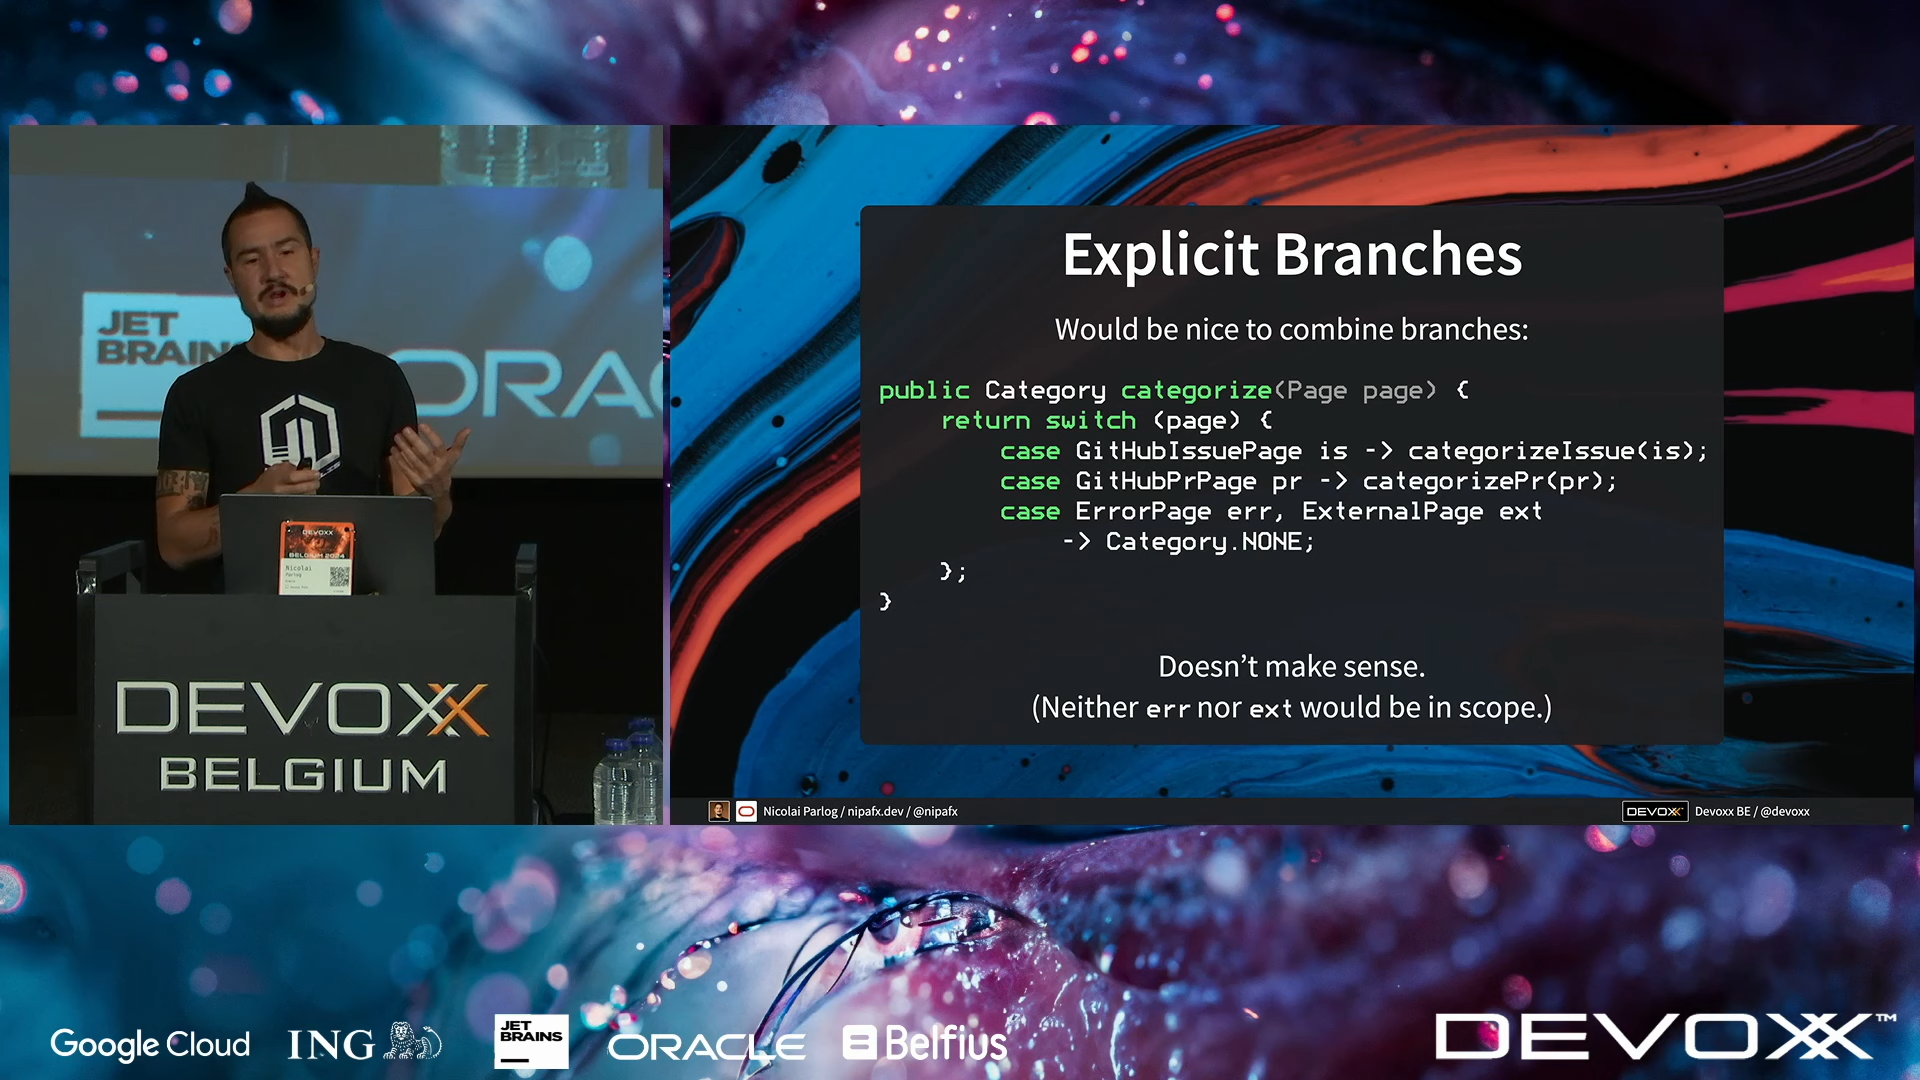 JET
BRAINS
ORA
DEVOXX
BELGIUM 2024
Nicolai
Parlog
DEVOXX
BELGIUM
Explicit Branches
Would be nice to combine branches:
public Category categorize(Page page) {
return switch (page) {
case GitHubIssuePage is -> categorizeIssue(is);
case GitHubPrPage pr -> categorizePr(pr);
case ErrorPage err, ExternalPage ext
-> Category.NONE;
};
}
Doesn't make sense.
(Neither err nor ext would be in scope.)
Nicolai Parlog / nipafx.dev / @nipafx
DEVOXX
Devoxx BE / @devoxx
Google Cloud
ING
JET
BRAINS
ORACLE
Belfius
DEVOXX™